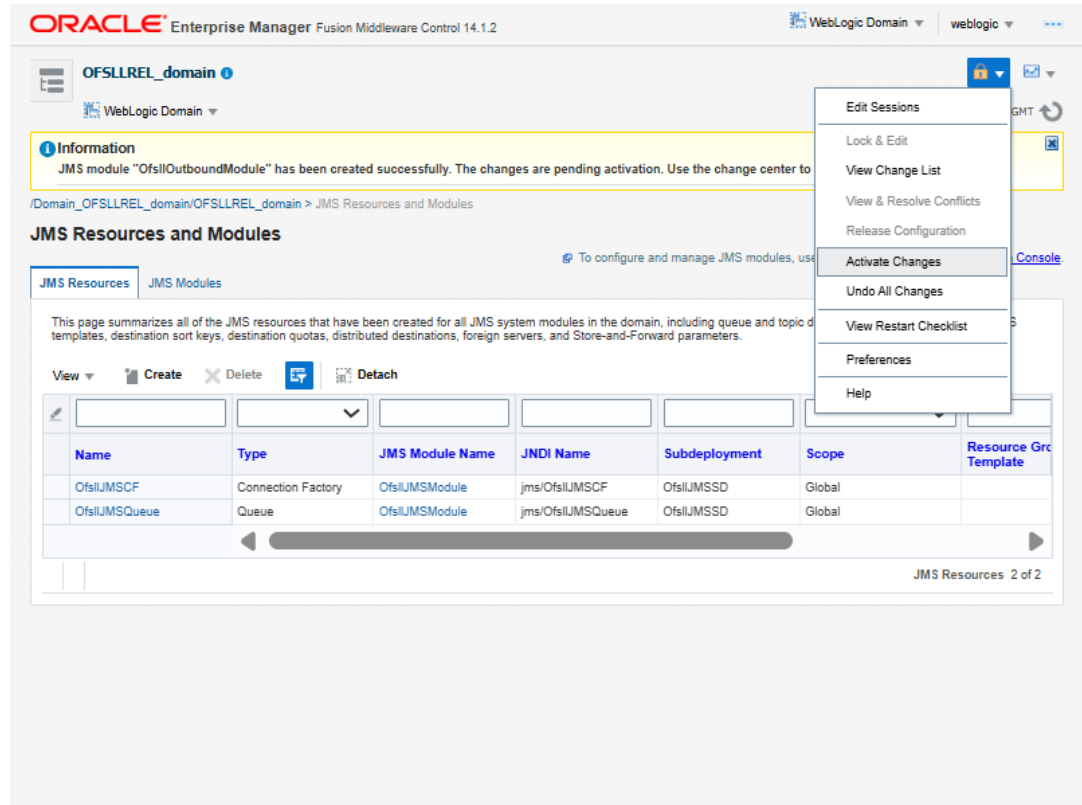 ORACLE® Enterprise Manager Fusion Middleware Control 14.1.2
WebLogic Domain
weblogic
OFSLLREL_domain
WebLogic Domain
GMT
Information
JMS module "OfsllOutboundModule" has been created successfully. The changes are pending activation. Use the change center to
/Domain_OFSLLREL_domain/OFSLLREL_domain > JMS Resources and Modules
JMS Resources and Modules
To configure and manage JMS modules, use
Console.
JMS Resources
JMS Modules
This page summarizes all of the JMS resources that have been created for all JMS system modules in the domain, including queue and topic d
S
templates, destination sort keys, destination quotas, distributed destinations, foreign servers, and Store-and-Forward parameters.
View
Create
Delete
Detach
Name
Type
JMS Module Name
JNDI Name
Subdeployment
Scope
Resource Gro
Template
OfsllJMSCF
Connection Factory
OfsllJMSModule
jms/OfsllJMSCF
OfsllJMSSD
Global
OfsllJMSQueue
Queue
OfsllJMSModule
jms/OfsllJMSQueue
OfsllJMSSD
Global
JMS Resources 2 of 2
Edit Sessions
Lock & Edit
View Change List
View & Resolve Conflicts
Release Configuration
Activate Changes
Undo All Changes
View Restart Checklist
Preferences
Help